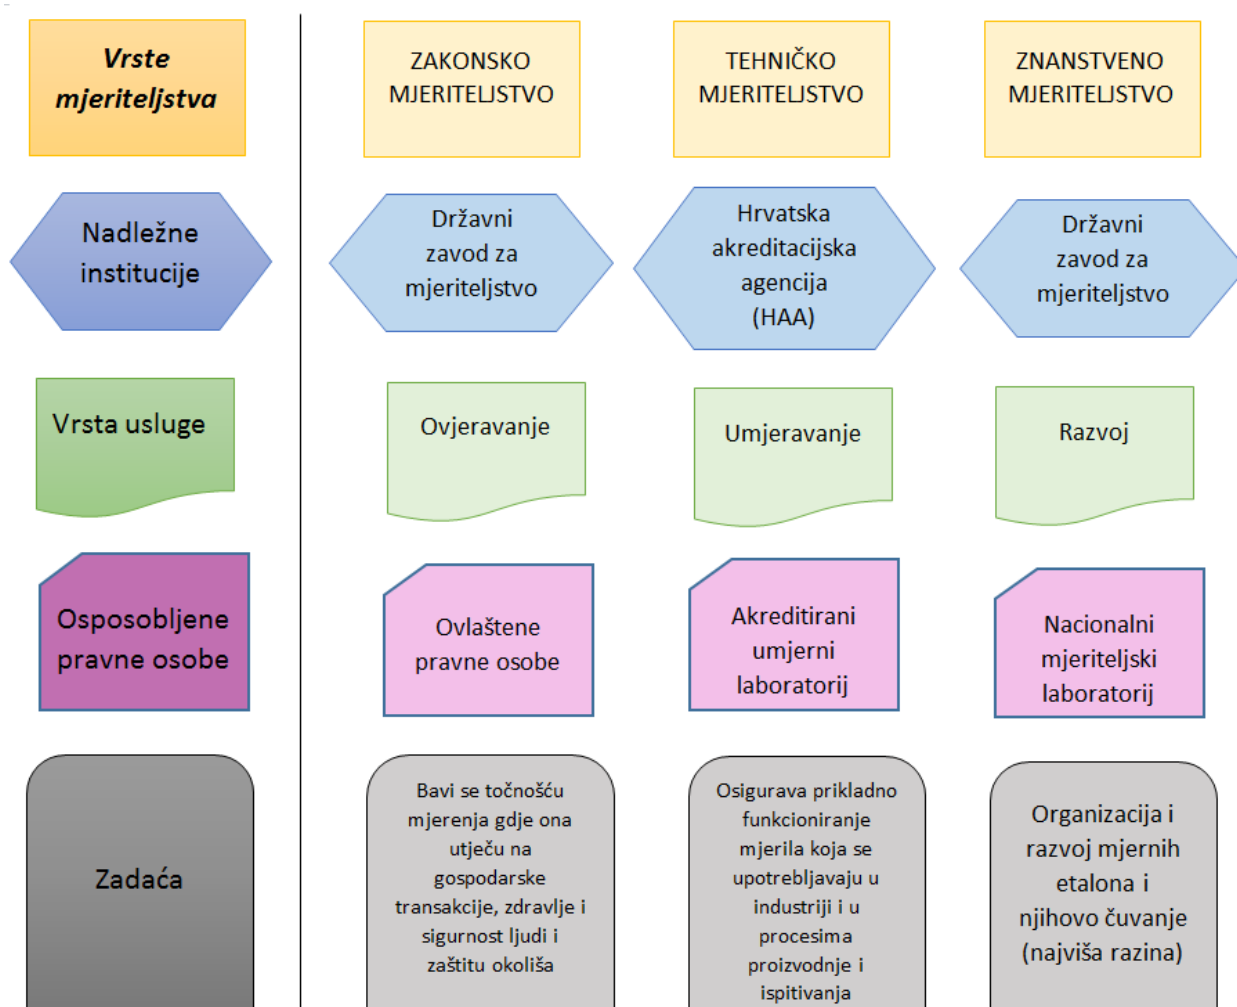 Vrste
mjeriteljstva
ZAKONSKO
MJERITELJSTVO
TEHNIČKO
MJERITELJSTVO
ZNANSTVENO
MJERITELJSTVO
Nadležne
institucije
Državni
zavod za
mjeriteljstvo
Hrvatska
akreditacijska
agencija
(HAA)
Državni
zavod za
mjeriteljstvo
Vrsta usluge
Ovjeravanje
Umjeravanje
Razvoj
Osposobljene
pravne osobe
Ovlaštene
pravne osobe
Akreditirani
umjerni
laboratorij
Nacionalni
mjeriteljski
laboratorij
Zadaća
Bavi se točnošću
mjerenja gdje ona
utječu na
gospodarske
transakcije, zdravlje i
sigurnost ljudi i
zaštitu okoliša
Osigurava prikladno
funkcioniranje
mjerila koja se
upotrebljavaju u
industriji i u
procesima
proizvodnje i
ispitivanja
Organizacija i
razvoj mjernih
etalona i
njihovo čuvanje
(najviša razina)